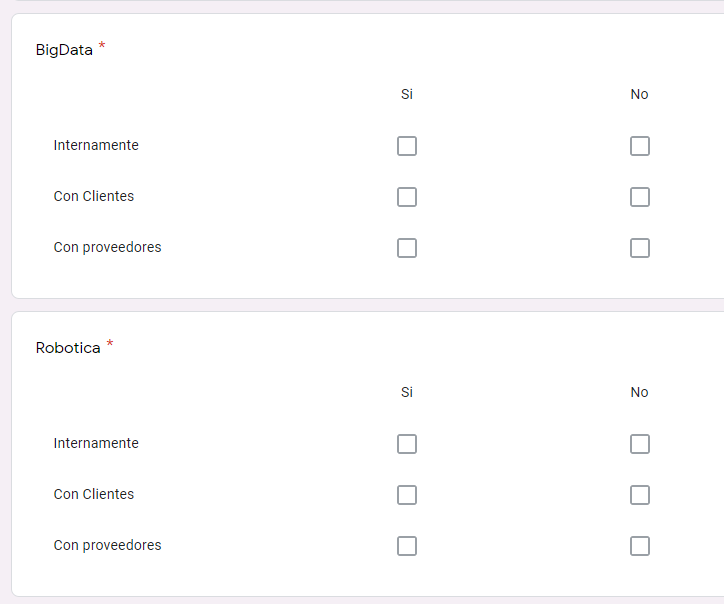 BigData *
Si No
Internamente
Con Clientes
Con proveedores
Robotica *
Si No
Internamente
Con Clientes
Con proveedores